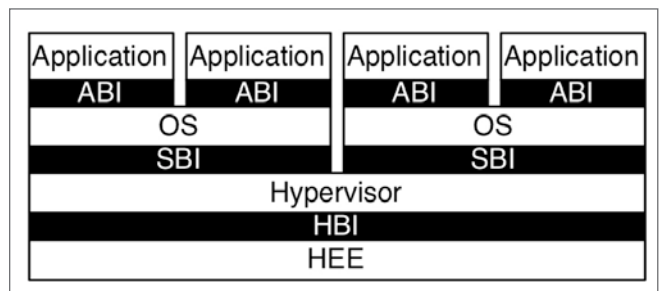 Application Application Application Application
ABI ABI ABI ABI
OS OS
SBI SBI
Hypervisor
HBI
HEE